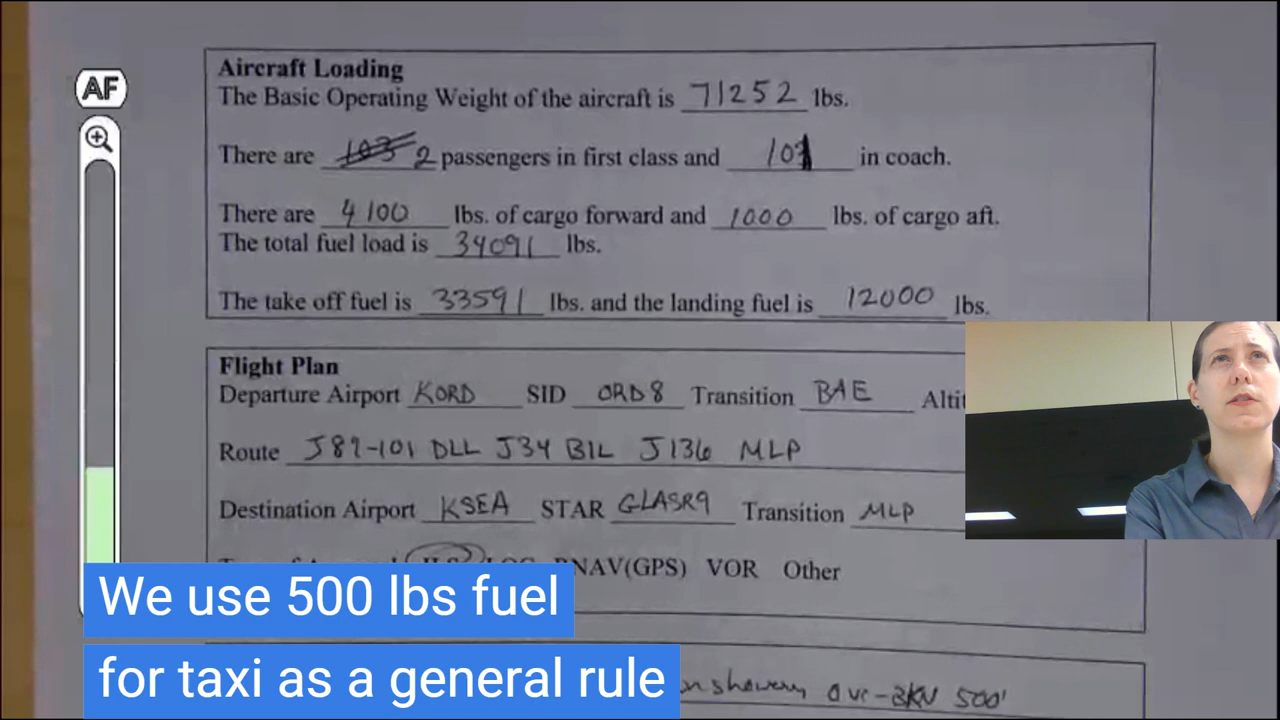 AF
Aircraft Loading
The Basic Operating Weight of the aircraft is 71252 lbs.
There are 103 2 passengers in first class and 101 in coach.
There are 4100 lbs. of cargo forward and 1000 lbs. of cargo aft.
The total fuel load is 34091 lbs.
The take off fuel is 33591 lbs. and the landing fuel is 12000 lbs.
Flight Plan
Departure Airport KORD SID ORD8 Transition BAE
Route J89-101 DLL J34 BIL J136 MLP
Destination Airport KSEA STAR GLASR9 Transition MLP
RNAV(GPS) VOR Other
We use 500 lbs fuel
for taxi as a general rule
showers ovc-BKN 500'